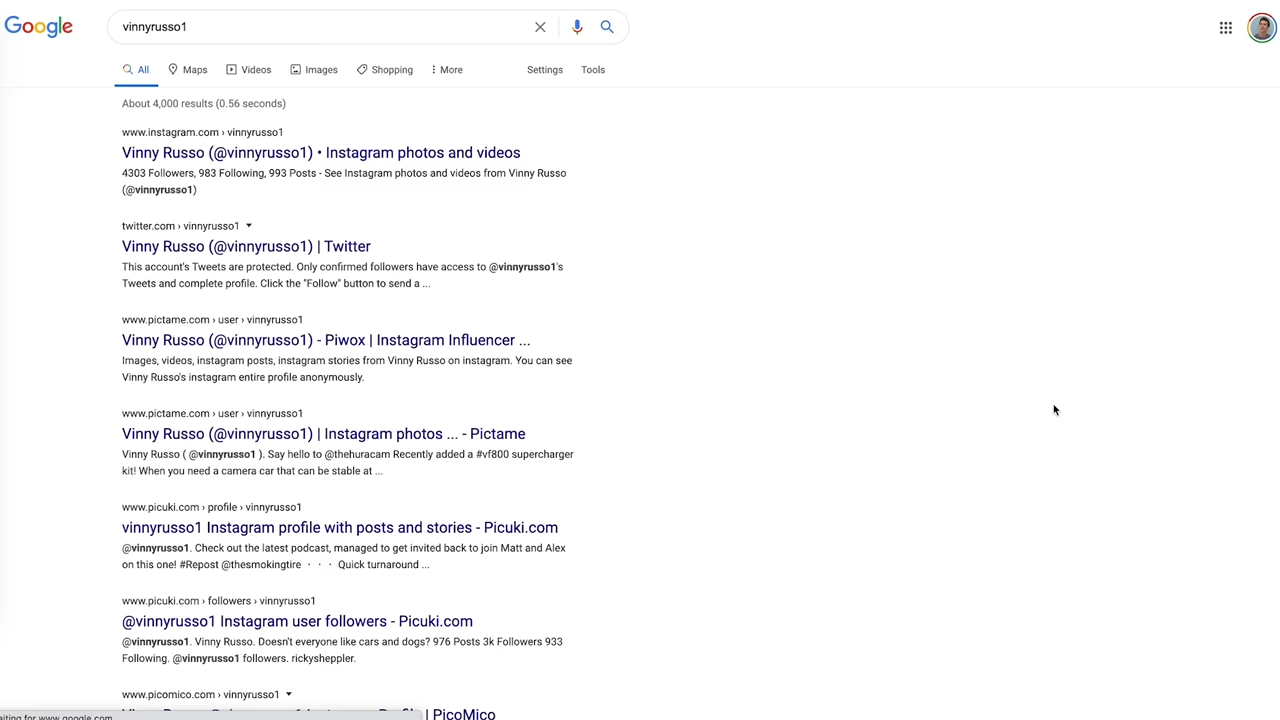 Google
vinnyrusso1
All Maps Videos Images Shopping More Settings Tools
About 4,000 results (0.56 seconds)
www.instagram.com › vinnyrusso1
Vinny Russo (@vinnyrusso1) • Instagram photos and videos
4303 Followers, 983 Following, 993 Posts - See Instagram photos and videos from Vinny Russo
(@vinnyrusso1)
twitter.com › vinnyrusso1
Vinny Russo (@vinnyrusso1) | Twitter
This account's Tweets are protected. Only confirmed followers have access to @vinnyrusso1's
Tweets and complete profile. Click the "Follow" button to send a ...
www.pictame.com › user › vinnyrusso1
Vinny Russo (@vinnyrusso1) - Piwox | Instagram Influencer ...
Images, videos, instagram posts, instagram stories from Vinny Russo on instagram. You can see
Vinny Russo's instagram entire profile anonymously.
www.pictame.com › user › vinnyrusso1
Vinny Russo (@vinnyrusso1) | Instagram photos ... - Pictame
Vinny Russo ( @vinnyrusso1 ). Say hello to @thehuracam Recently added a #vf800 supercharger
kit! When you need a camera car that can be stable at ...
www.picuki.com › profile › vinnyrusso1
vinnyrusso1 Instagram profile with posts and stories - Picuki.com
@vinnyrusso1. Check out the latest podcast, managed to get invited back to join Matt and Alex
on this one! #Repost @thesmokingtire · · · Quick turnaround ...
www.picuki.com › followers › vinnyrusso1
@vinnyrusso1 Instagram user followers - Picuki.com
@vinnyrusso1. Vinny Russo. Doesn't everyone like cars and dogs? 976 Posts 3k Followers 933
Following. @vinnyrusso1 followers. rickysheppler.
www.picomico.com › vinnyrusso1
| PicoMico
for www.google.com